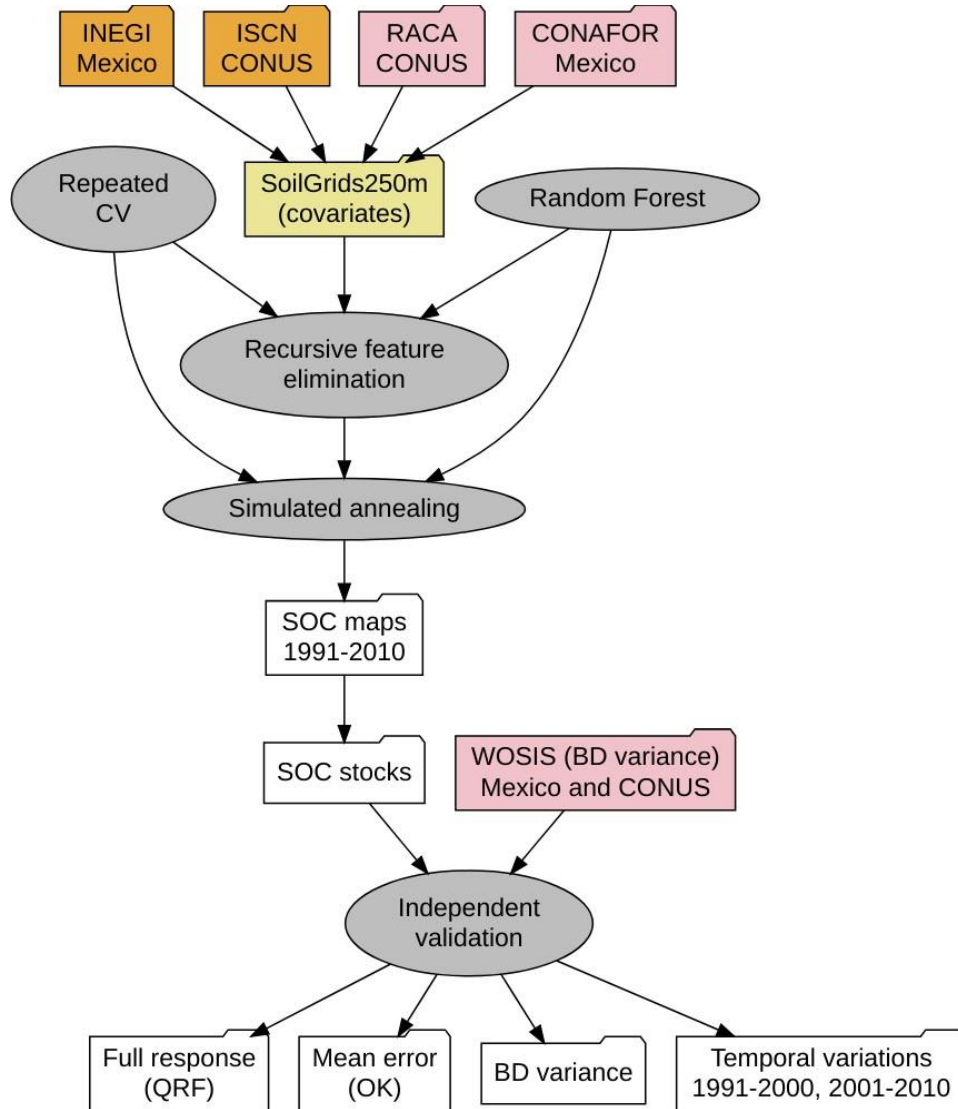 INEGI
Mexico
ISCN
CONUS
RACA
CONUS
CONAFOR
Mexico
Repeated
CV
SoilGrids250m
(covariates)
Random Forest
Recursive feature
elimination
Simulated annealing
SOC maps
1991-2010
SOC stocks
WOSIS (BD variance)
Mexico and CONUS
Independent
validation
Full response
(QRF)
Mean error
(OK)
BD variance
Temporal variations
1991-2000, 2001-2010